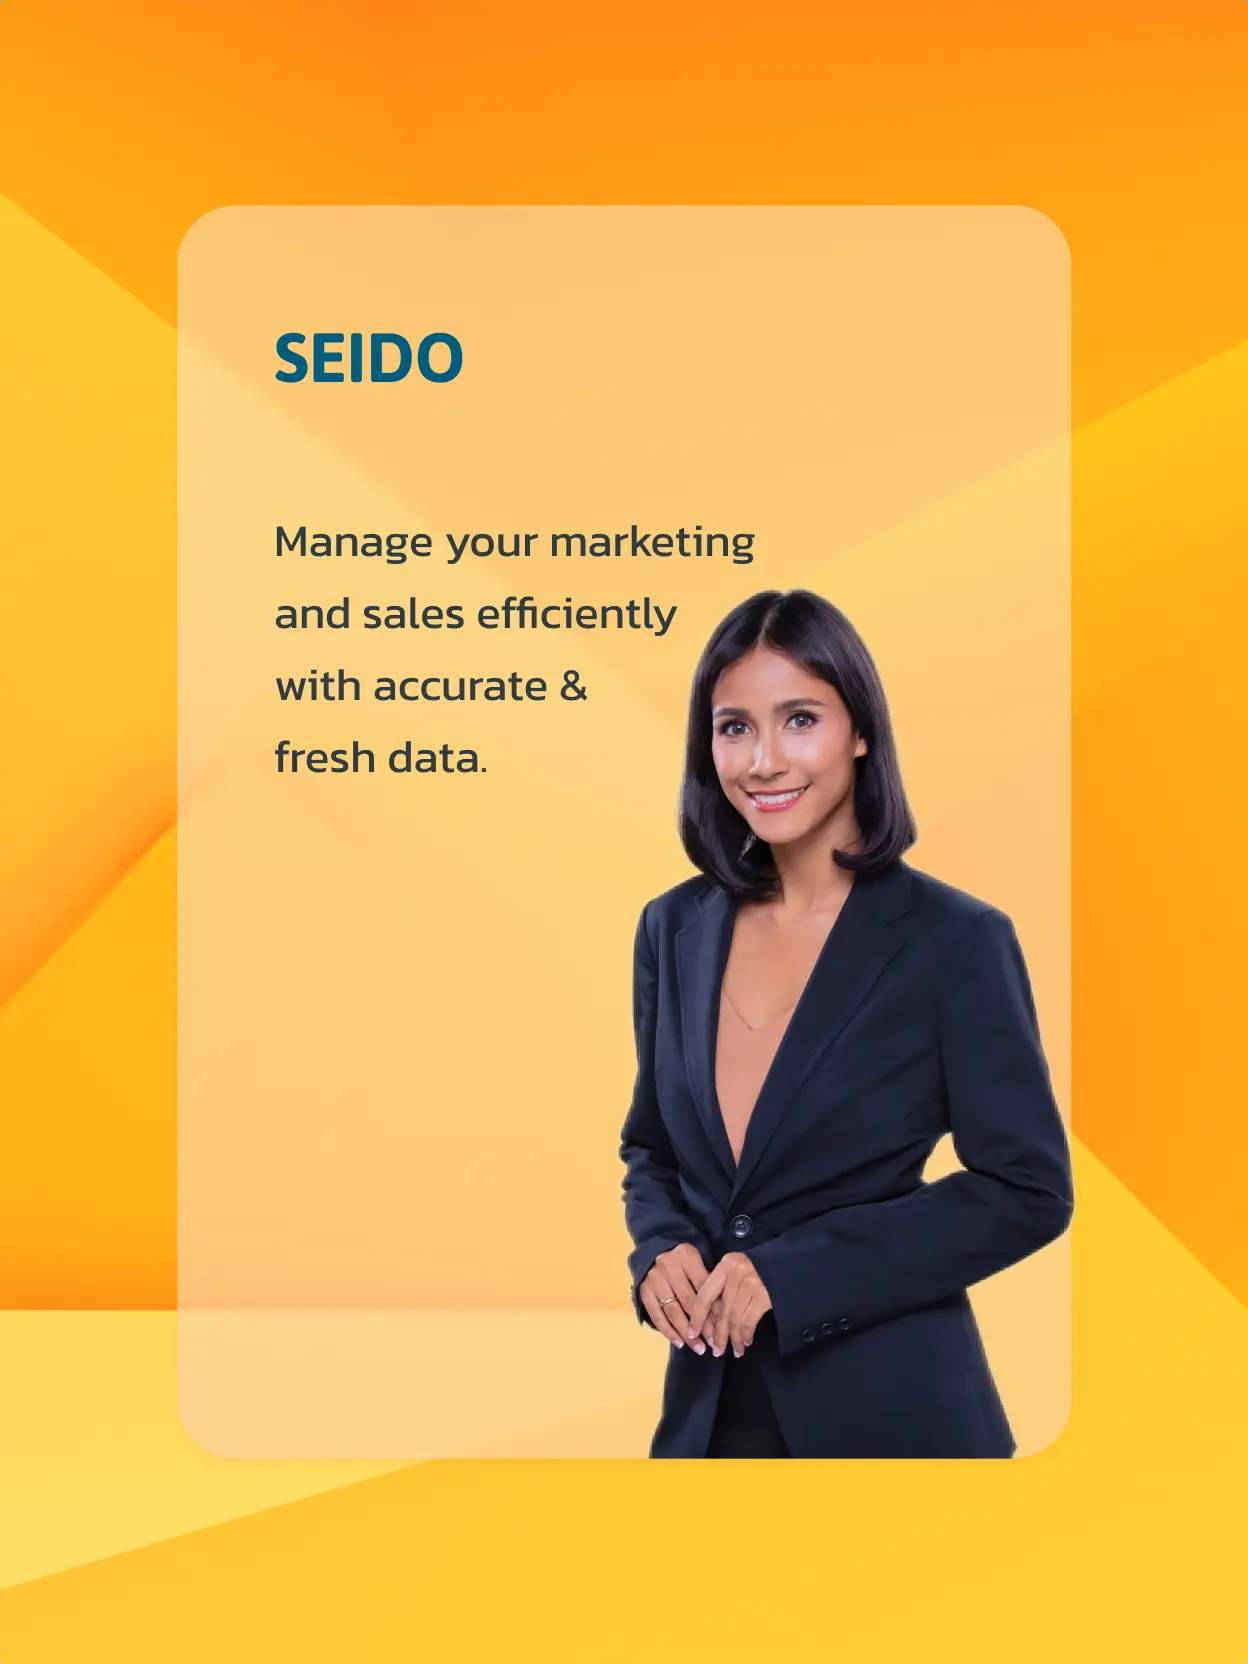 SEIDO
Manage your marketing
and sales efficiently
with accurate &
fresh data.